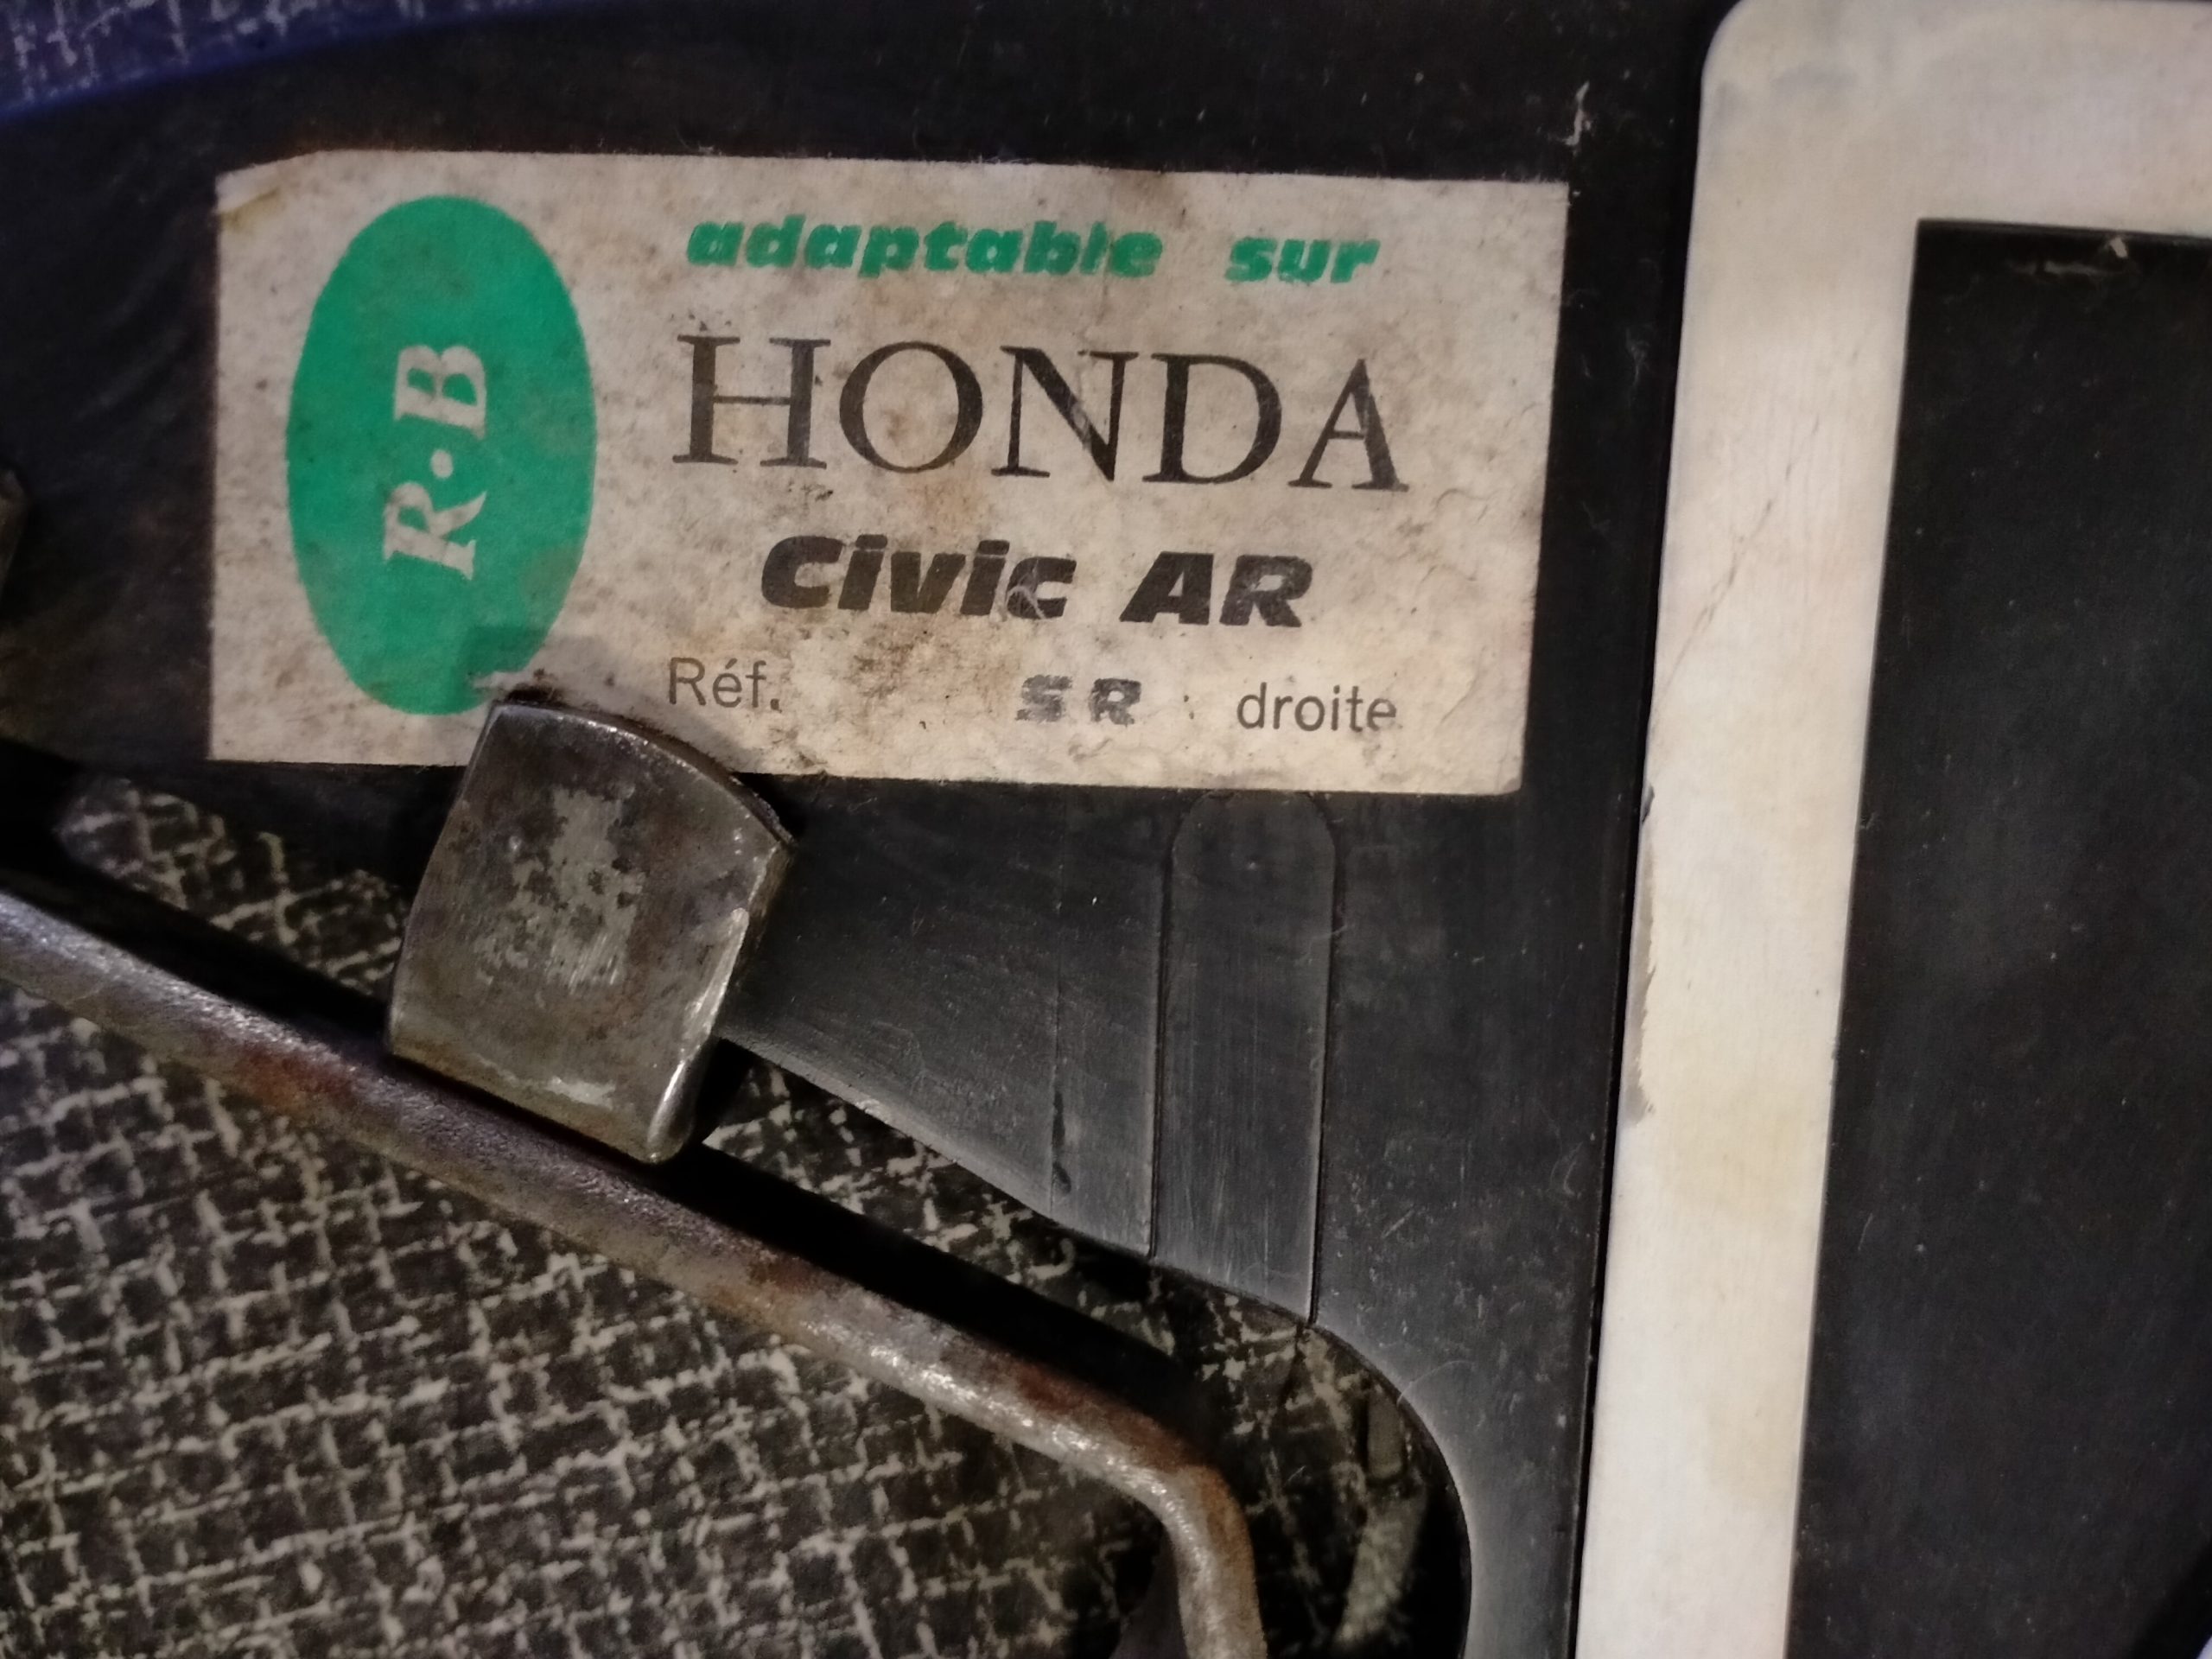 R.B
adaptable sur
HONDA
Civic AR
Réf. SR droite